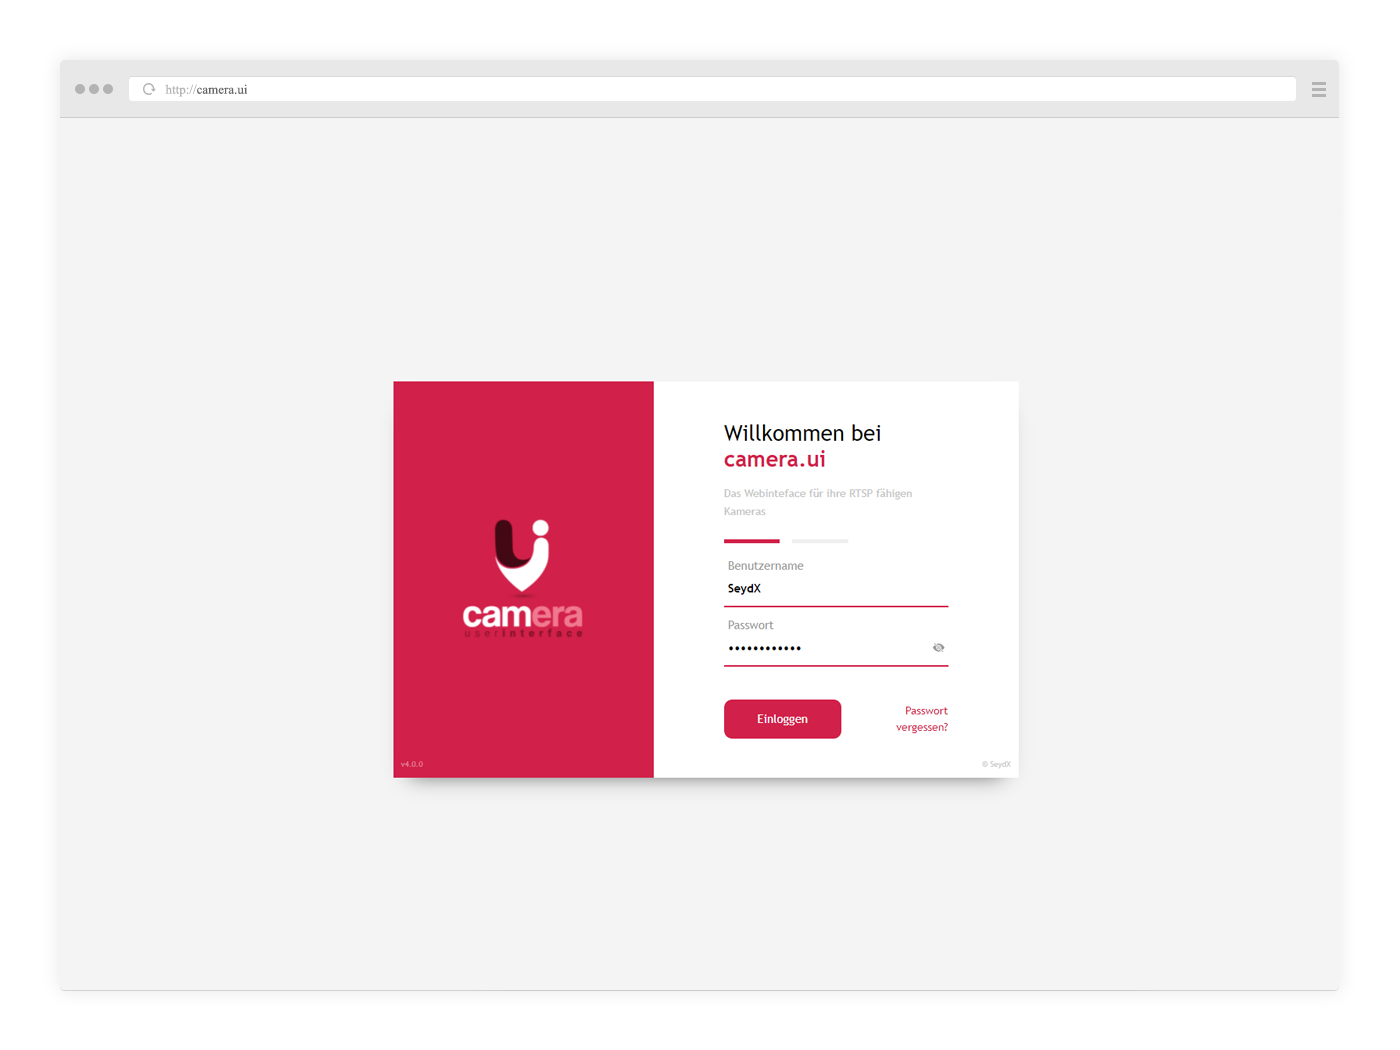 http://camera.ui
Willkommen bei
camera.ui
Das Webinteface für ihre RTSP fähigen
Kameras
Benutzername
SeydX
Passwort
••••••••••••
Einloggen
Passwort
vergessen?
ui
camera
userinterface
v4.0.0
© SeydX